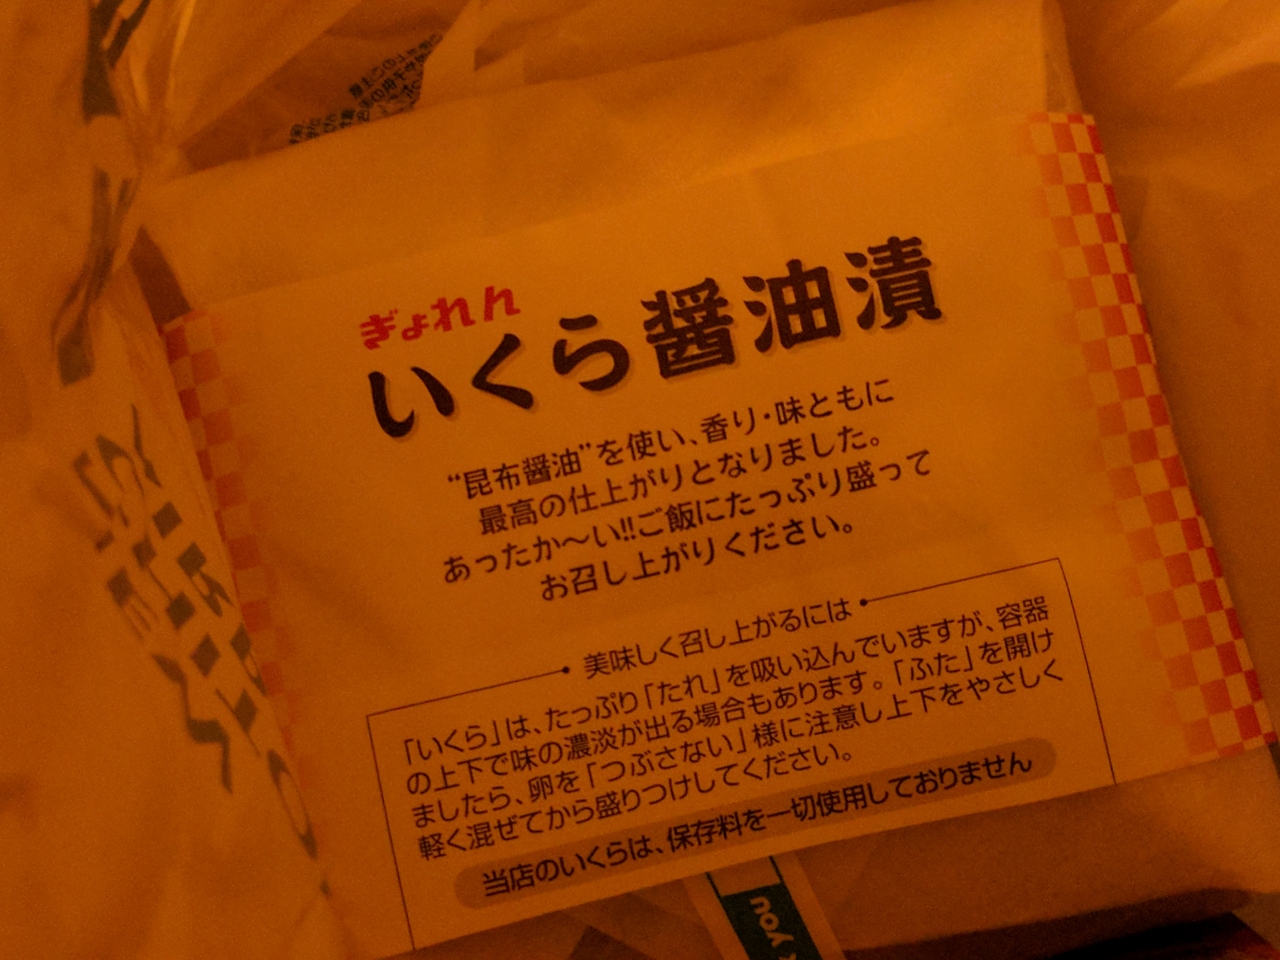 ぎょれん
いくら醤油漬
“昆布醤油”を使い、香り・味ともに
最高の仕上がりとなりました。
あったか〜い!!ご飯にたっぷり盛って
お召し上がりください。
美味しく召し上がるには
「いくら」は、たっぷり「たれ」を吸い込んでいますが、容器
の上下で味の濃淡が出る場合もあります。「ふた」を開け
ましたら、卵を「つぶさない」様に注意し上下をやさしく
軽く混ぜてから盛りつけしてください。
当店のいくらは、保存料を一切使用しておりません
you